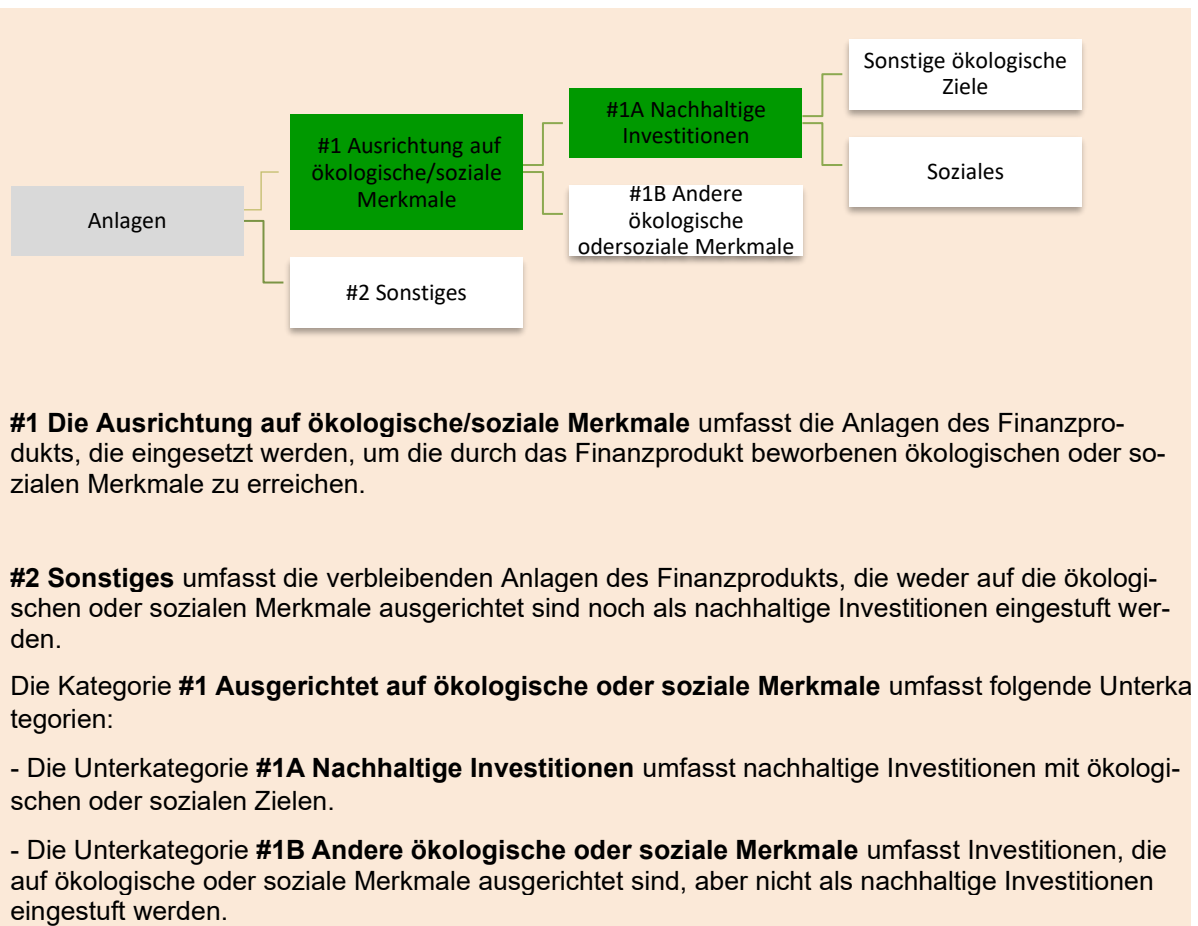 Sonstige ökologische
Ziele
#1A Nachhaltige
Investitionen
#1 Ausrichtung auf
ökologische/soziale
Merkmale
Soziales
#1B Andere
ökologische
odersoziale Merkmale
Anlagen
#2 Sonstiges
#1 Die Ausrichtung auf ökologische/soziale Merkmale umfasst die Anlagen des Finanzpro-
dukts, die eingesetzt werden, um die durch das Finanzprodukt beworbenen ökologischen oder so-
zialen Merkmale zu erreichen.
#2 Sonstiges umfasst die verbleibenden Anlagen des Finanzprodukts, die weder auf die ökologi-
schen oder sozialen Merkmale ausgerichtet sind noch als nachhaltige Investitionen eingestuft wer-
den.
Die Kategorie #1 Ausgerichtet auf ökologische oder soziale Merkmale umfasst folgende Unterka
tegorien:
- Die Unterkategorie #1A Nachhaltige Investitionen umfasst nachhaltige Investitionen mit ökologi-
schen oder sozialen Zielen.
- Die Unterkategorie #1B Andere ökologische oder soziale Merkmale umfasst Investitionen, die
auf ökologische oder soziale Merkmale ausgerichtet sind, aber nicht als nachhaltige Investitionen
eingestuft werden.